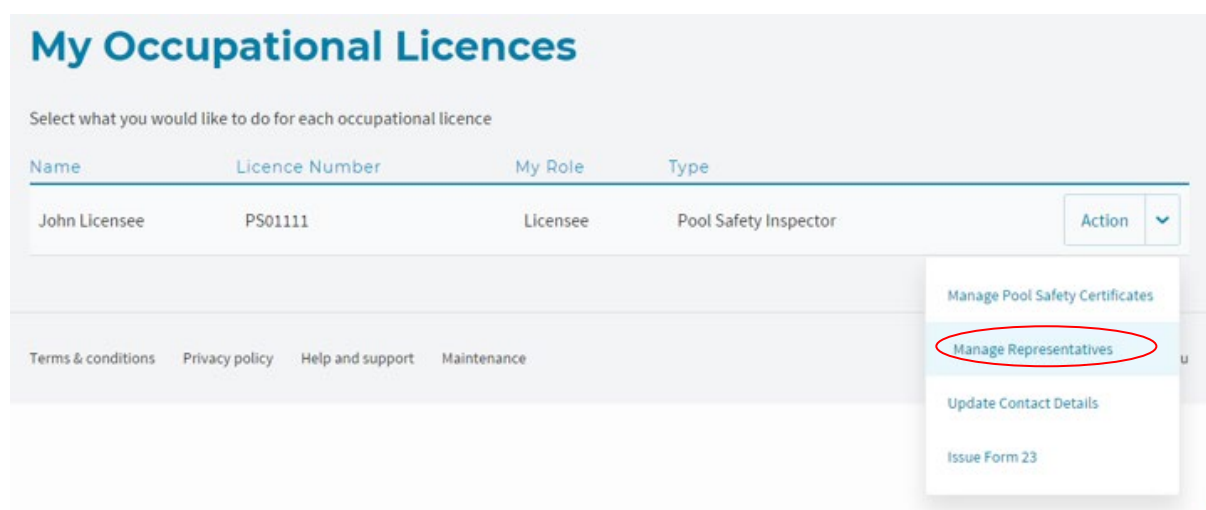 My Occupational Licences
Select what you would like to do for each occupational licence
Name Licence Number My Role Type
John Licensee PS01111 Licensee Pool Safety Inspector Action
Manage Pool Safety Certificates
Manage Representatives
Terms & conditions Privacy policy Help and support Maintenance u
Update Contact Details
Issue Form 23